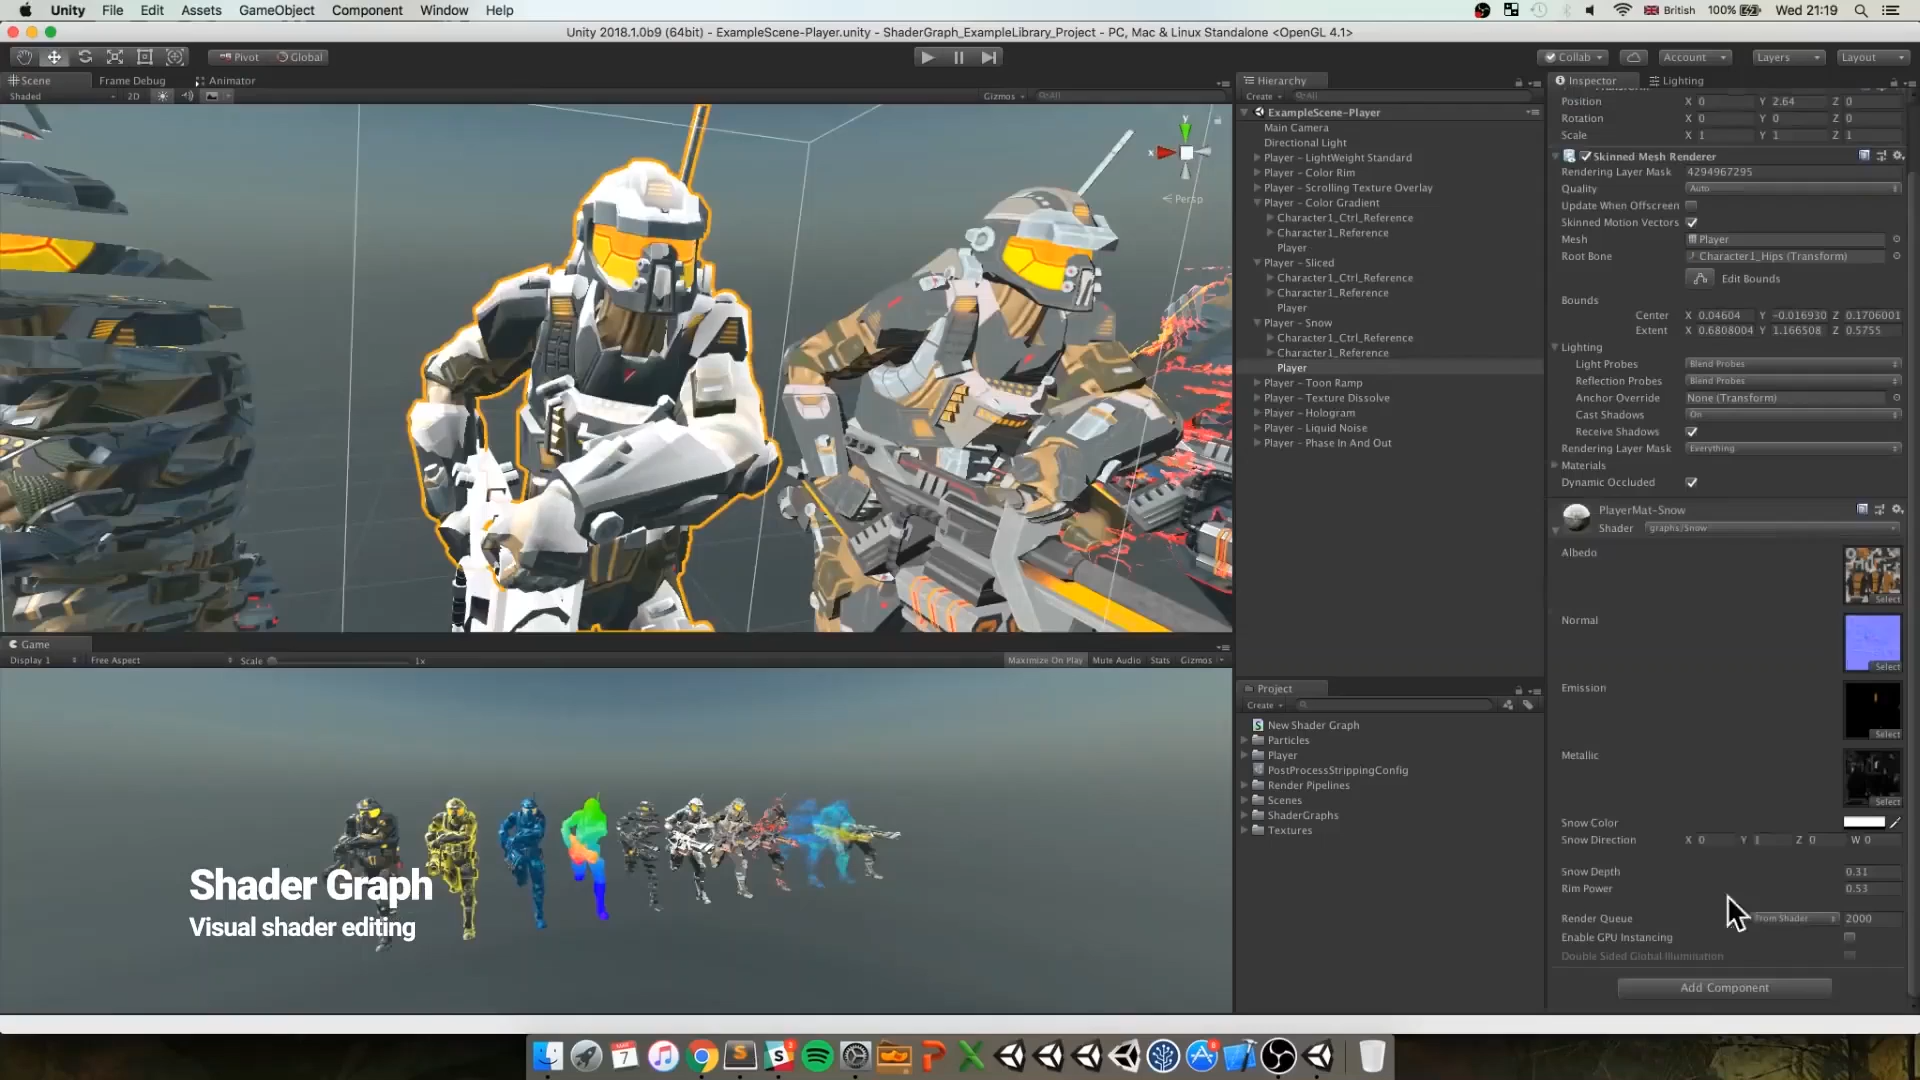 Unity File Edit Assets GameObject Component Window Help
British 100% Wed 21:19
Unity 2018.1.0b9 (64bit) - ExampleScene-Player.unity - ShaderGraph_ExampleLibrary_Project - PC, Mac & Linux Standalone <OpenGL 4.1>
Pivot Global
Collab Account Layers Layout
Scene Frame Debug Animator
Shaded 2D Gizmos All
y
x
Persp
Game
Display 1 Free Aspect Scale 1x Maximize On Play Mute Audio Stats Gizmos
Shader Graph
Visual shader editing
Hierarchy
Create All
ExampleScene-Player
Main Camera
Directional Light
Player - LightWeight Standard
Player - Color Rim
Player - Scrolling Texture Overlay
Player - Color Gradient
Character1_Ctrl_Reference
Character1_Reference
Player
Player - Sliced
Character1_Ctrl_Reference
Character1_Reference
Player
Player - Snow
Character1_Ctrl_Reference
Character1_Reference
Player
Player - Toon Ramp
Player - Texture Dissolve
Player - Hologram
Player - Liquid Noise
Player - Phase In And Out
Project
Create
New Shader Graph
Particles
Player
PostProcessStrippingConfig
Render Pipelines
Scenes
ShaderGraphs
Textures
Inspector Lighting
Position X 0 Y 2.64 Z 0
Rotation X 0 Y 0 Z 0
Scale X 1 Y 1 Z 1
Skinned Mesh Renderer
Rendering Layer Mask 4294967295
Quality Auto
Update When Offscreen
Skinned Motion Vectors
Mesh Player
Root Bone Character1_Hips (Transform)
Edit Bounds
Bounds
Center X 0.04604 Y -0.016930 Z 0.1706001
Extent X 0.6808004 Y 1.166508 Z 0.5755
Lighting
Light Probes Blend Probes
Reflection Probes Blend Probes
Anchor Override None (Transform)
Cast Shadows On
Receive Shadows
Rendering Layer Mask Everything
Materials
Dynamic Occluded
PlayerMat-Snow
Shader graphs/Snow
Albedo
Select
Normal
Select
Emission
Select
Metallic
Select
Snow Color
Snow Direction X 0 Y 1 Z 0 W 0
Snow Depth 0.31
Rim Power 0.53
Render Queue From Shader 2000
Enable GPU Instancing
Double Sided Global Illumination
Add Component